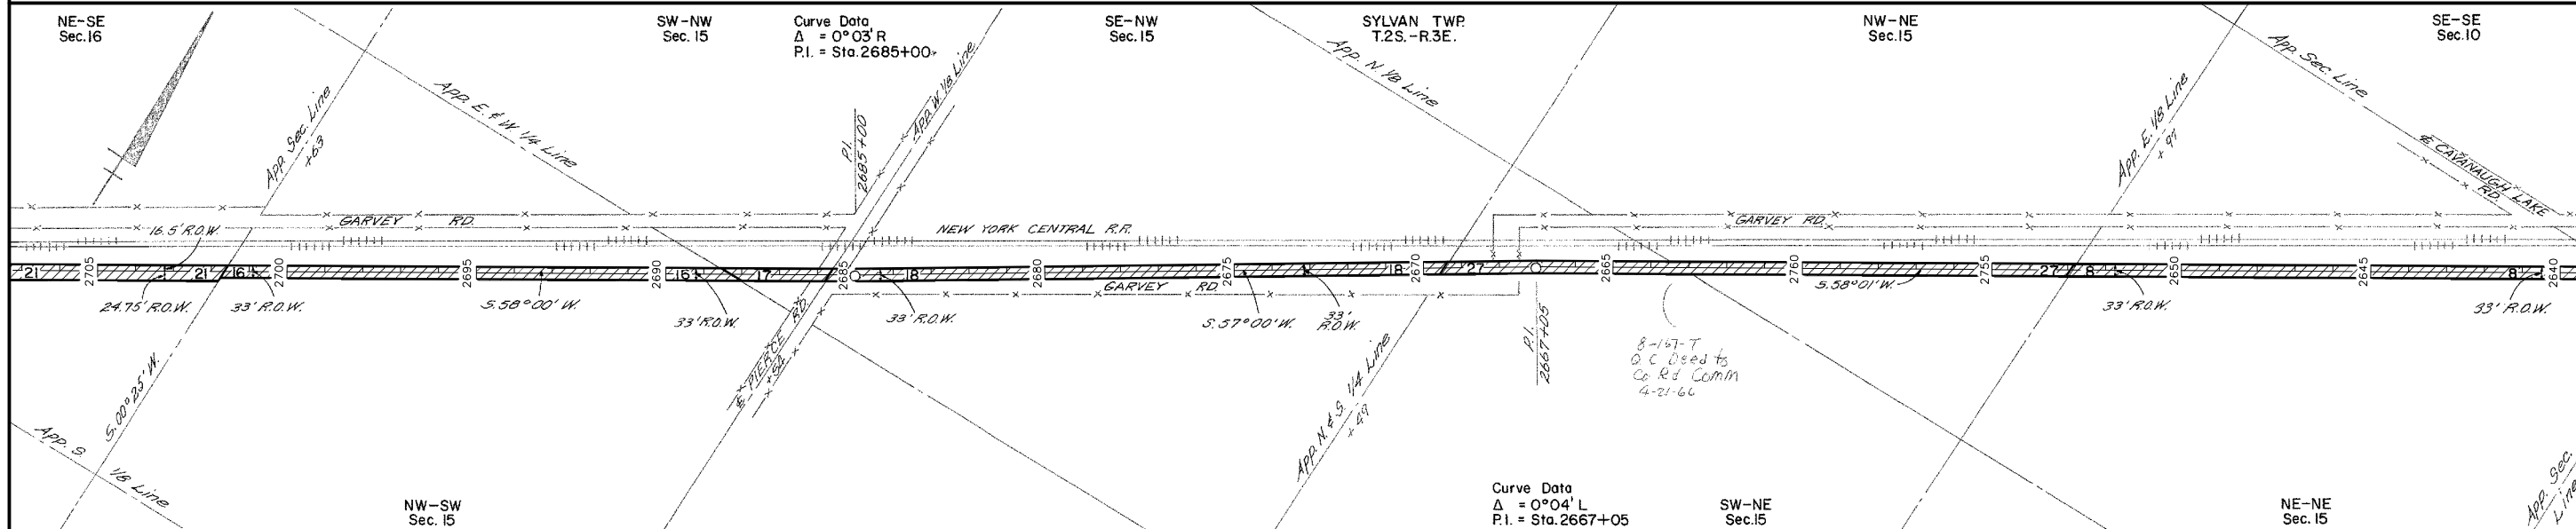 NE-SE
Sec.16
SW-NW
Sec. 15
Curve Data
Δ = 0°03' R
P.I. = Sta. 2685+00
SE-NW
Sec.15
SYLVAN TWP.
T.2S.-R.3E.
NW-NE
Sec.15
SE-SE
Sec.10
App. Sec. Line
+63
App. E. & W. 1/4 Line
P.I.
2685+00
App. W. 1/8 Line
App. N. 1/8 Line
App. E. 1/8 Line
+97
App. Sec. Line
℄ CAVANAUGH LAKE
RD.
GARVEY RD.
16.5' R.O.W.
NEW YORK CENTRAL R.R.
GARVEY RD.
21
2705
21
16
2700
2695
2690
16
17
2685
18
2680
2675
18
2670
27
2665
2760
2755
27
8
2650
2645
8
2640
24.75' R.O.W.
33' R.O.W.
S.58°00' W.
33' R.O.W.
33' R.O.W.
GARVEY RD.
S.57°00' W.
33'
R.O.W.
S.58°01' W.
33' R.O.W.
33' R.O.W.
℄ PIERCE RD.
+54
S.00°25' W.
App. S. 1/8 Line
App. N. & S. 1/4 Line
+49
P.I.
2667+05
8-157-T
Q C Deed to
Co Rd Comm
4-21-66
NW-SW
Sec. 15
Curve Data
Δ = 0°04' L
P.I. = Sta. 2667+05
SW-NE
Sec.15
NE-NE
Sec. 15
App. Sec.
Line